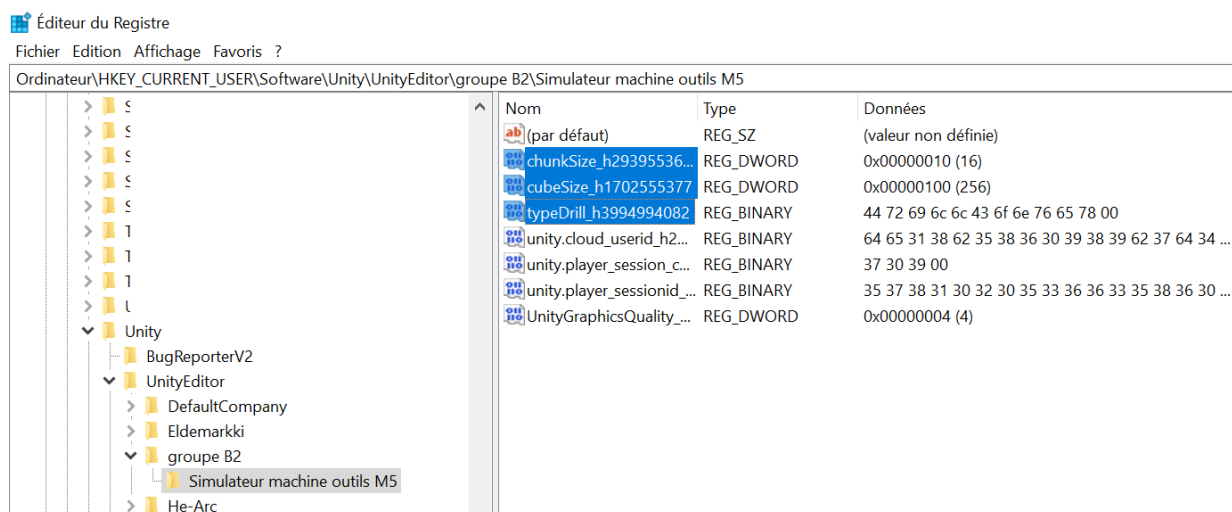 Éditeur du Registre
Fichier Edition Affichage Favoris ?
Ordinateur\HKEY_CURRENT_USER\Software\Unity\UnityEditor\groupe B2\Simulateur machine outils M5
S
S
S
S
S
T
T
T
U
Unity
BugReporterV2
UnityEditor
DefaultCompany
Eldemarkki
groupe B2
Simulateur machine outils M5
He-Arc
Nom Type Données
(par défaut) REG_SZ (valeur non définie)
chunkSize_h29395536... REG_DWORD 0x00000010 (16)
cubeSize_h1702555377 REG_DWORD 0x00000100 (256)
typeDrill_h3994994082 REG_BINARY 44 72 69 6c 6c 43 6f 6e 76 65 78 00
unity.cloud_userid_h2... REG_BINARY 64 65 31 38 62 35 38 36 30 39 38 39 62 37 64 34 ...
unity.player_session_c... REG_BINARY 37 30 39 00
unity.player_sessionid_... REG_BINARY 35 37 38 31 30 32 30 35 33 36 36 33 35 38 36 30 ...
UnityGraphicsQuality_... REG_DWORD 0x00000004 (4)